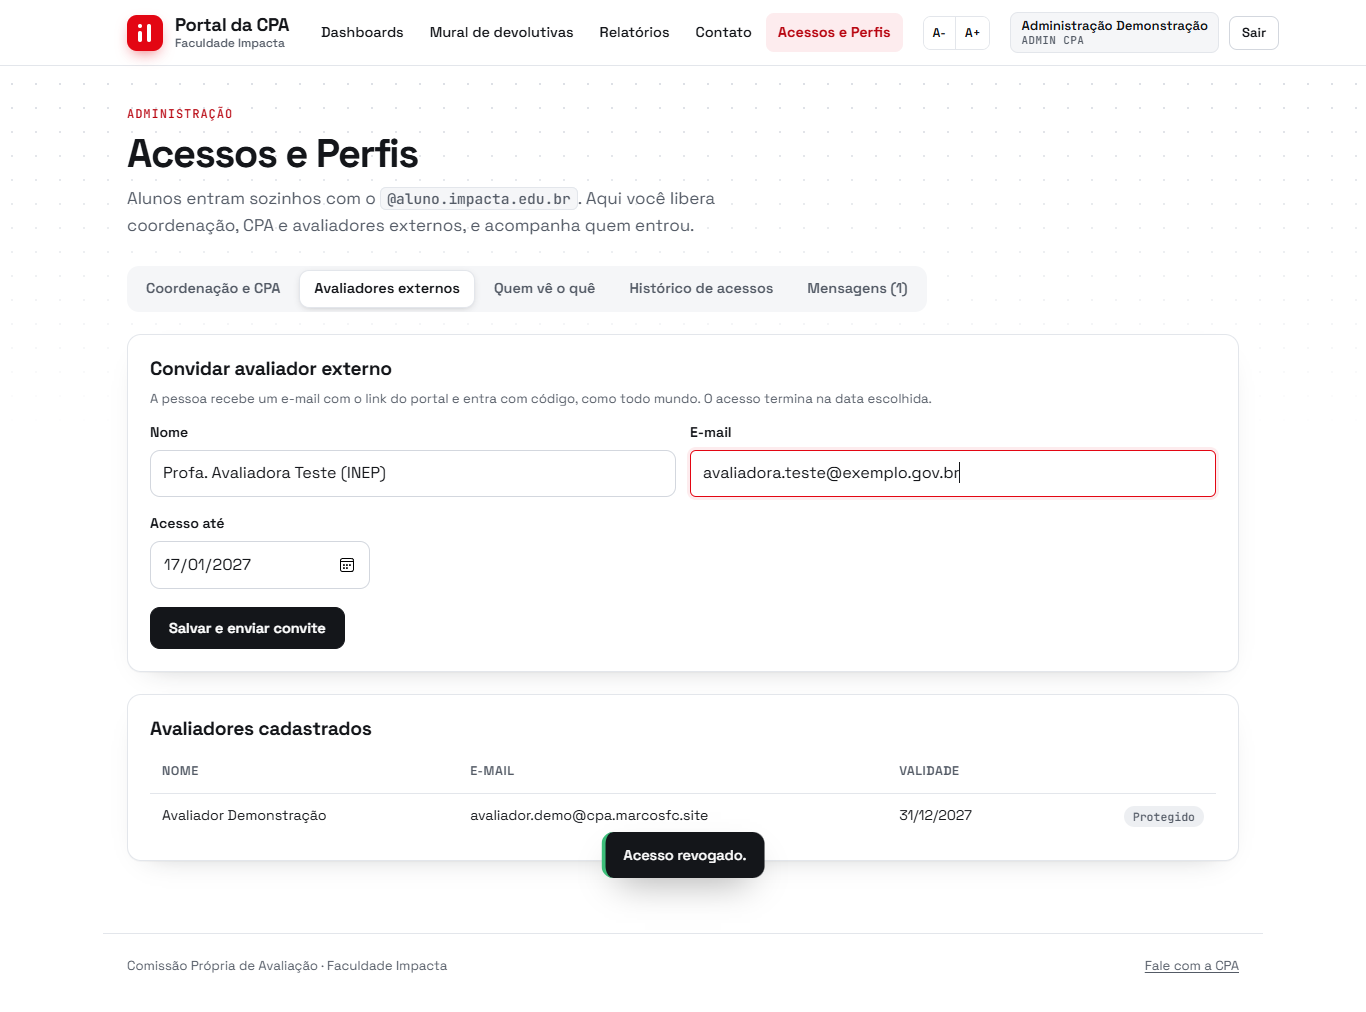 Portal da CPA
Faculdade Impacta
Dashboards
Mural de devolutivas
Relatórios
Contato
Acessos e Perfis
A-
A+
Administração Demonstração
ADMIN CPA
Sair
ADMINISTRAÇÃO
Acessos e Perfis
Alunos entram sozinhos com o @aluno.impacta.edu.br. Aqui você libera
coordenação, CPA e avaliadores externos, e acompanha quem entrou.
Coordenação e CPA
Avaliadores externos
Quem vê o quê
Histórico de acessos
Mensagens (1)
Convidar avaliador externo
A pessoa recebe um e-mail com o link do portal e entra com código, como todo mundo. O acesso termina na data escolhida.
Nome
E-mail
Profa. Avaliadora Teste (INEP)
avaliadora.teste@exemplo.gov.br
Acesso até
17/01/2027
Salvar e enviar convite
Avaliadores cadastrados
NOME
E-MAIL
VALIDADE
Avaliador Demonstração
avaliador.demo@cpa.marcosfc.site
31/12/2027
Protegido
Acesso revogado.
Comissão Própria de Avaliação · Faculdade Impacta
Fale com a CPA